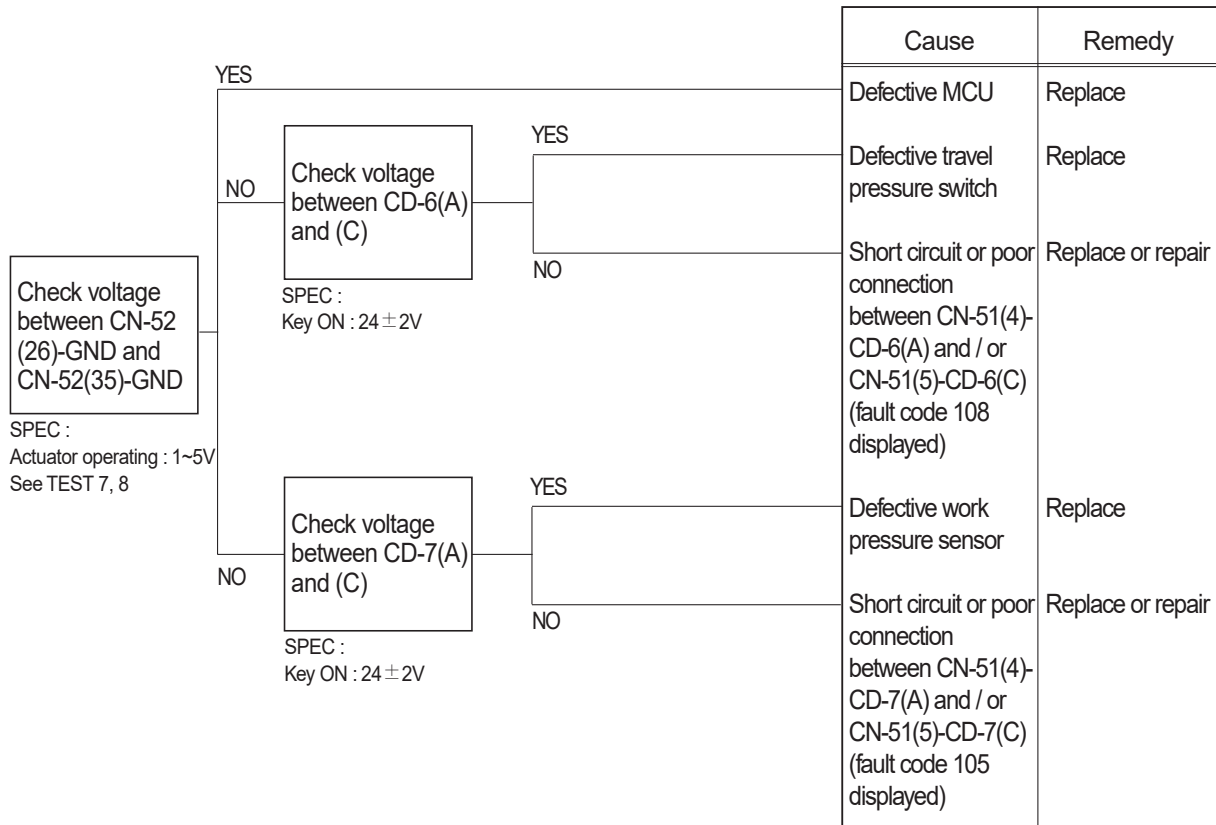 Cause
Remedy
YES
Defective MCU
Replace
NO
Check voltage
between CD-6(A)
and (C)
SPEC :
Key ON : 24±2V
YES
Defective travel
pressure switch
Replace
NO
Short circuit or poor
connection
between CN-51(4)-
CD-6(A) and / or
CN-51(5)-CD-6(C)
(fault code 108
displayed)
Replace or repair
Check voltage
between CN-52
(26)-GND and
CN-52(35)-GND
SPEC :
Actuator operating : 1~5V
See TEST 7, 8
NO
Check voltage
between CD-7(A)
and (C)
SPEC :
Key ON : 24±2V
YES
Defective work
pressure sensor
Replace
NO
Short circuit or poor
connection
between CN-51(4)-
CD-7(A) and / or
CN-51(5)-CD-7(C)
(fault code 105
displayed)
Replace or repair